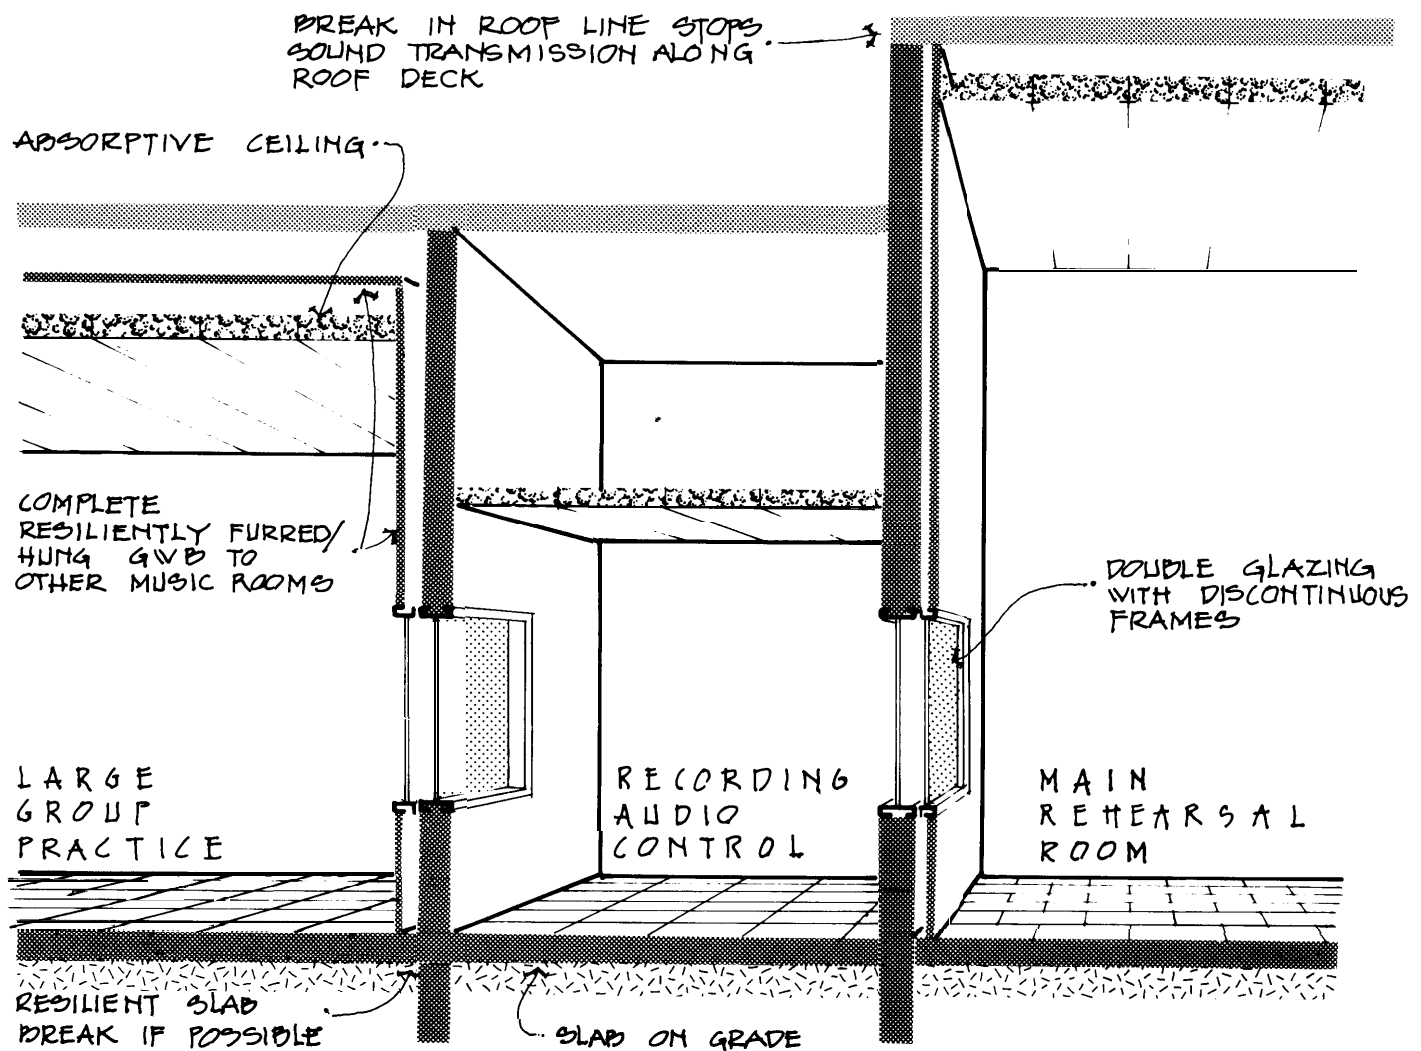 BREAK IN ROOF LINE STOPS
SOUND TRANSMISSION ALONG
ROOF DECK
ABSORPTIVE CEILING
COMPLETE
RESILIENTLY FURRED/
HUNG GWB TO
OTHER MUSIC ROOMS
DOUBLE GLAZING
WITH DISCONTINUOUS
FRAMES
LARGE
GROUP
PRACTICE
RECORDING
AUDIO
CONTROL
MAIN
REHEARSAL
ROOM
RESILIENT SLAB
BREAK IF POSSIBLE
SLAB ON GRADE